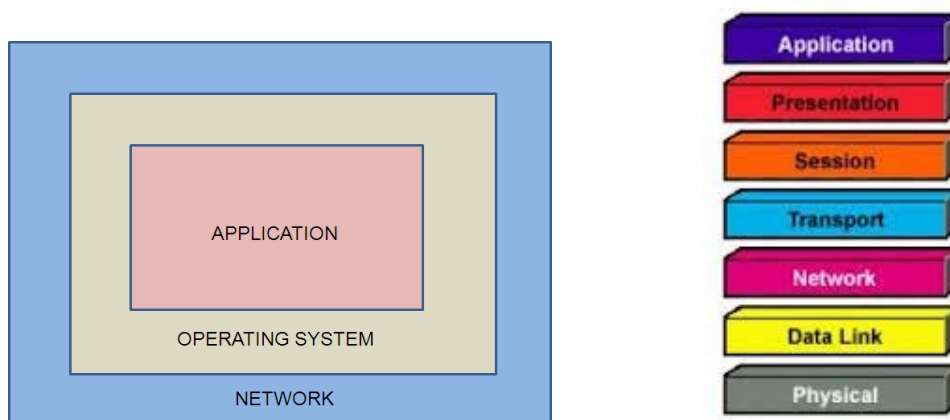 APPLICATION
OPERATING SYSTEM
NETWORK
Application
Presentation
Session
Transport
Network
Data Link
Physical